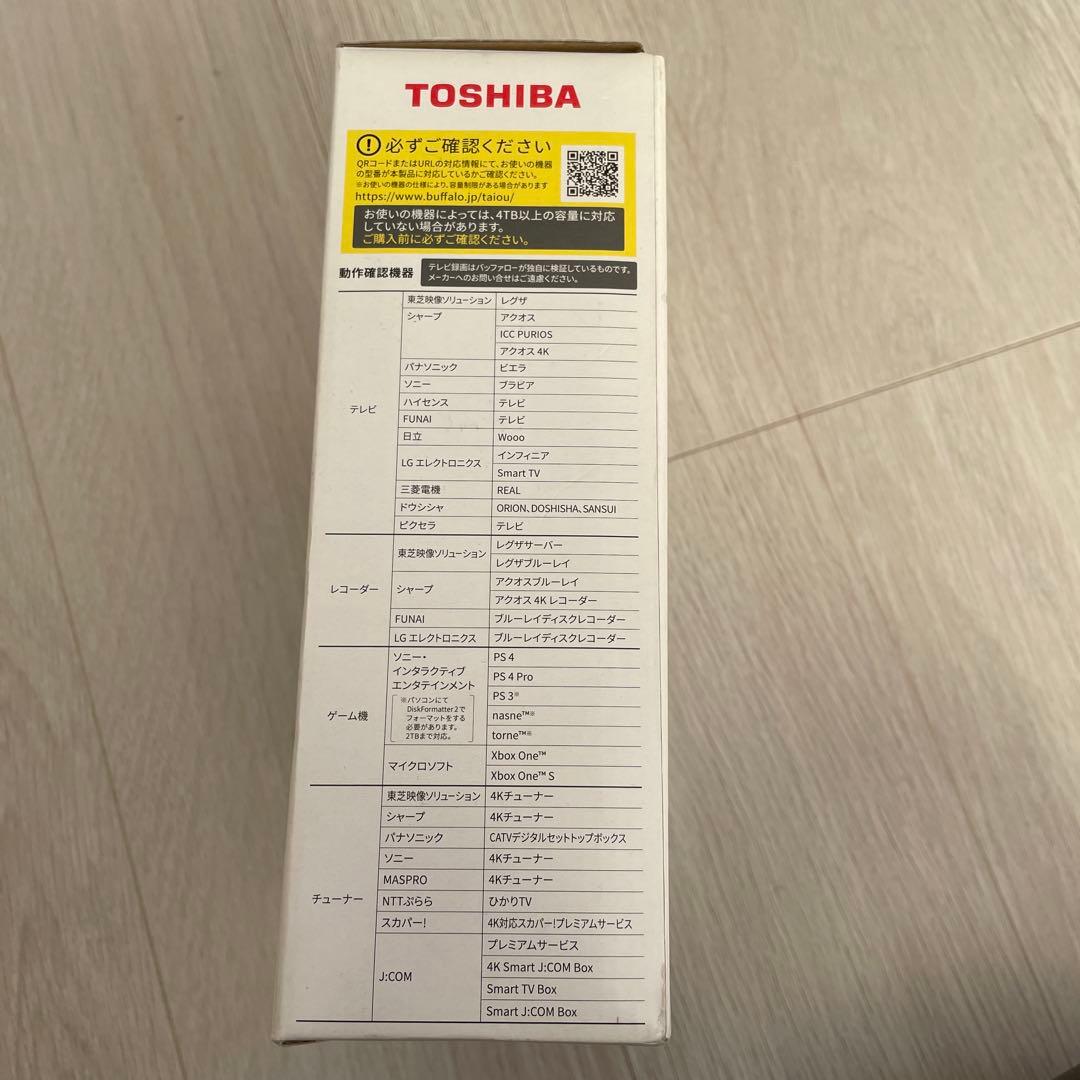 TOSHIBA
必ずご確認ください
QRコードまたはURLの対応情報にて、お使いの機器
の型番が本製品に対応しているかご確認ください。
※お使いの機器の仕様により、容量制限がある場合があります
https://www.buffalo.jp/taiou/
お使いの機器によっては、4TB以上の容量に対応
していない場合があります。
ご購入前に必ずご確認ください。
動作確認機器
テレビ録画はバッファローが独自に検証しているものです。
メーカーへのお問い合せはご遠慮ください。
テレビ
東芝映像ソリューション レグザ
シャープ アクオス
ICC PURIOS
アクオス 4K
パナソニック ビエラ
ソニー ブラビア
ハイセンス テレビ
FUNAI テレビ
日立 Wooo
LG エレクトロニクス インフィニア
Smart TV
三菱電機 REAL
ドウシシャ ORION、DOSHISHA、SANSUI
ピクセラ テレビ
レコーダー
東芝映像ソリューション レグザサーバー
レグザブルーレイ
シャープ アクオスブルーレイ
アクオス 4K レコーダー
FUNAI ブルーレイディスクレコーダー
LG エレクトロニクス ブルーレイディスクレコーダー
ゲーム機
ソニー・
インタラクティブ
エンタテインメント
※パソコンにて
DiskFormatter2で
フォーマットをする
必要があります。
2TBまで対応。
PS 4
PS 4 Pro
PS 3※
nasne™※
torne™※
マイクロソフト Xbox One™
Xbox One™ S
チューナー
東芝映像ソリューション 4Kチューナー
シャープ 4Kチューナー
パナソニック CATVデジタルセットトップボックス
ソニー 4Kチューナー
MASPRO 4Kチューナー
NTTぷらら ひかりTV
スカパー! 4K対応スカパー!プレミアムサービス
J:COM プレミアムサービス
4K Smart J:COM Box
Smart TV Box
Smart J:COM Box